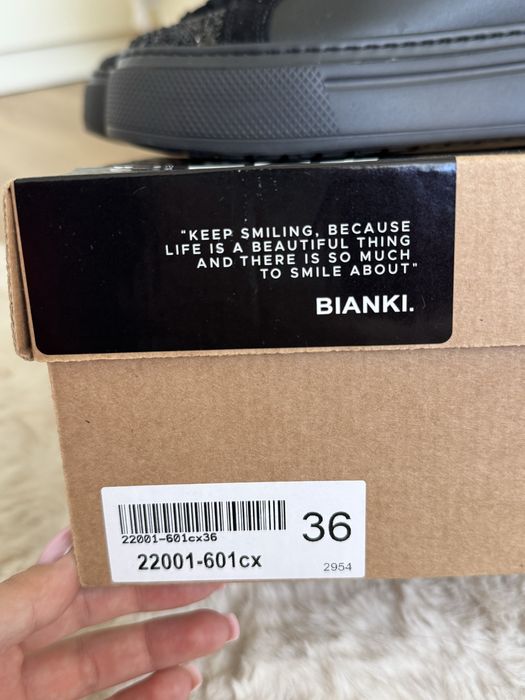 "KEEP SMILING, BECAUSE
LIFE IS A BEAUTIFUL THING
AND THERE IS SO MUCH
TO SMILE ABOUT"
BIANKI.
22001-601cx36
36
22001-601cx
2954